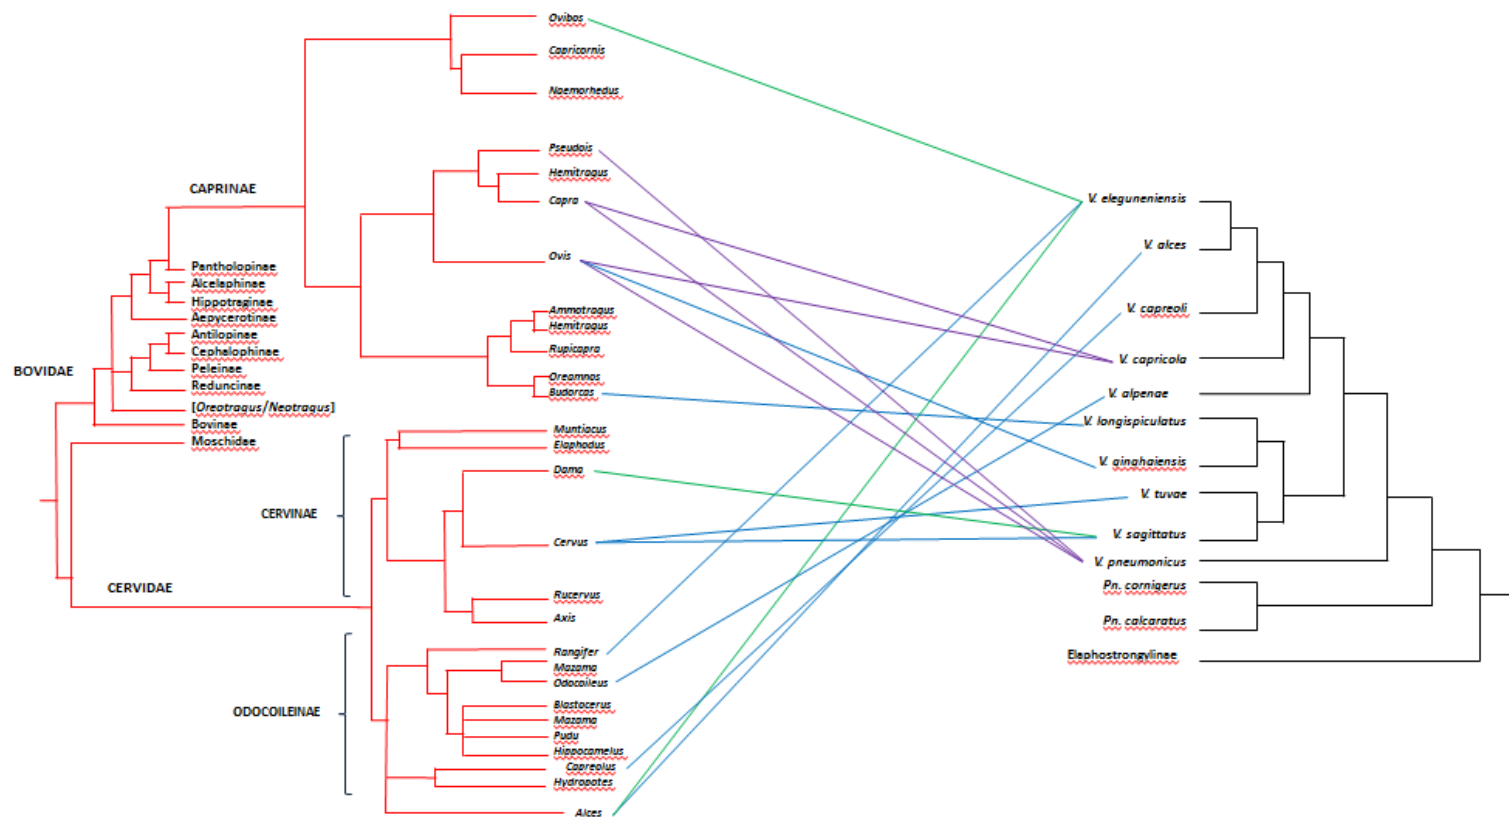 Ovibos
Capricornis
Naemorhedus
Pseudois
Hemitragus
CAPRINAE
Capra
Ovis
Pantholopinae
Alcelaphinae
Hippotraginae
Aepycerotinae
Antilopinae
Cephalophinae
Peleinae
Reduncinae
[Oreotragus/Neotragus]
Bovinae
Moschidae
BOVIDAE
Ammotragus
Hemitragus
Rupicapra
Oreamnos
Budorcas
Muntiacus
Elaphodus
Dama
CERVINAE
Cervus
CERVIDAE
Rucervus
Axis
Rangifer
Mazama
Odocoileus
ODOCOILEINAE
Blastocerus
Mazama
Pudu
Hippocamelus
Capreolus
Hydropotes
Alces
V. eleguneniensis
V. alces
V. capreoli
V. capricola
V. alpenae
V. longispiculatus
V. qinghaiensis
V. tuvae
V. sagittatus
V. pneumonicus
Pn. cornigerus
Pn. calcaratus
Elaphostrongylinae